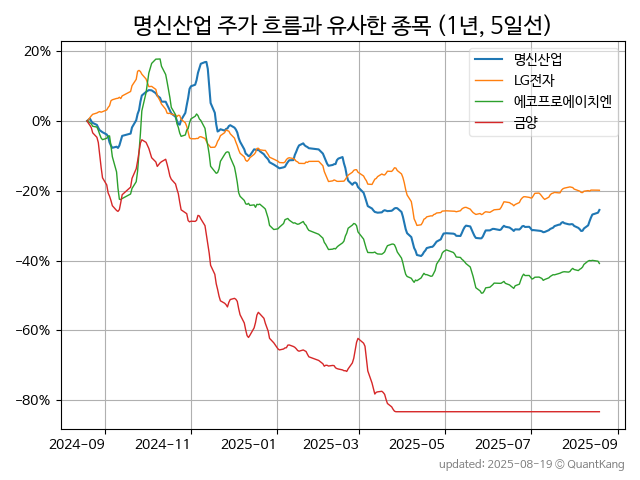 명신산업 주가 흐름과 유사한 종목 (1년, 5일선)
명신산업
LG전자
에코프로에이치엔
금양
20%
0%
−20%
−40%
−60%
−80%
2024-09
2024-11
2025-01
2025-03
2025-05
2025-07
2025-09
updated: 2025-08-19 © QuantKang